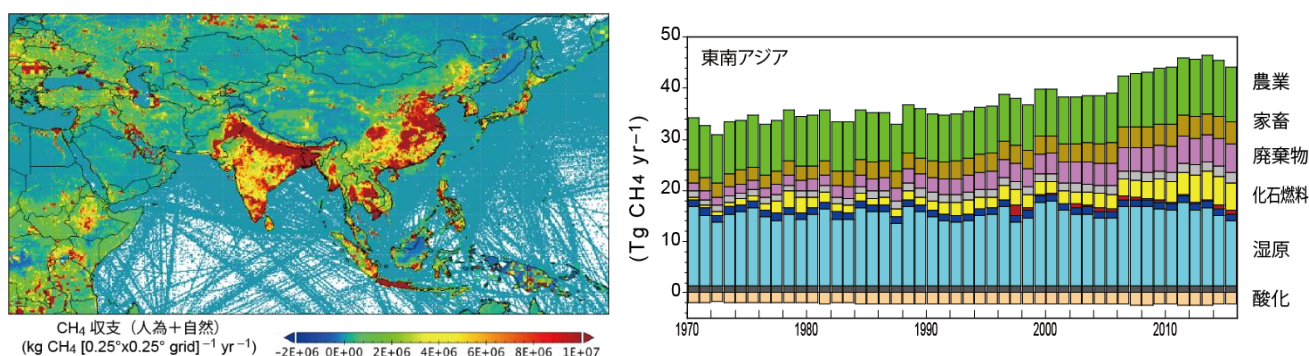 CH₄ 収支（人為＋自然）
(kg CH₄ [0.25°x0.25° grid]⁻¹ yr⁻¹)
-2E+06 0E+00 2E+06 4E+06 6E+06 8E+06 1E+07
東南アジア
(Tg CH₄ yr⁻¹)
50
40
30
20
10
0
1970 1980 1990 2000 2010
農業
家畜
廃棄物
化石燃料
湿原
酸化